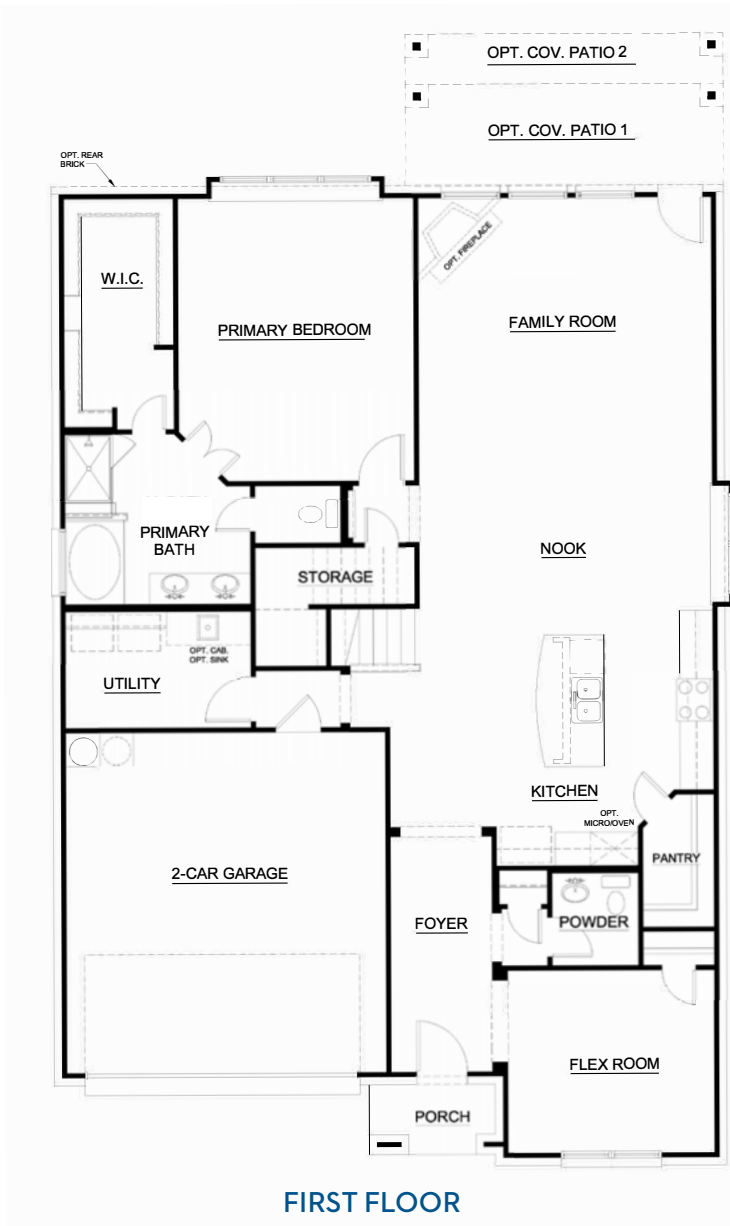 OPT. COV. PATIO 2
OPT. COV. PATIO 1
OPT. REAR
BRICK
W.I.C.
OPT. FIREPLACE
PRIMARY BEDROOM
FAMILY ROOM
PRIMARY
BATH
NOOK
STORAGE
OPT. CAB.
OPT. SINK
UTILITY
KITCHEN
OPT.
MICRO/OVEN
PANTRY
2-CAR GARAGE
FOYER
POWDER
FLEX ROOM
PORCH
FIRST FLOOR